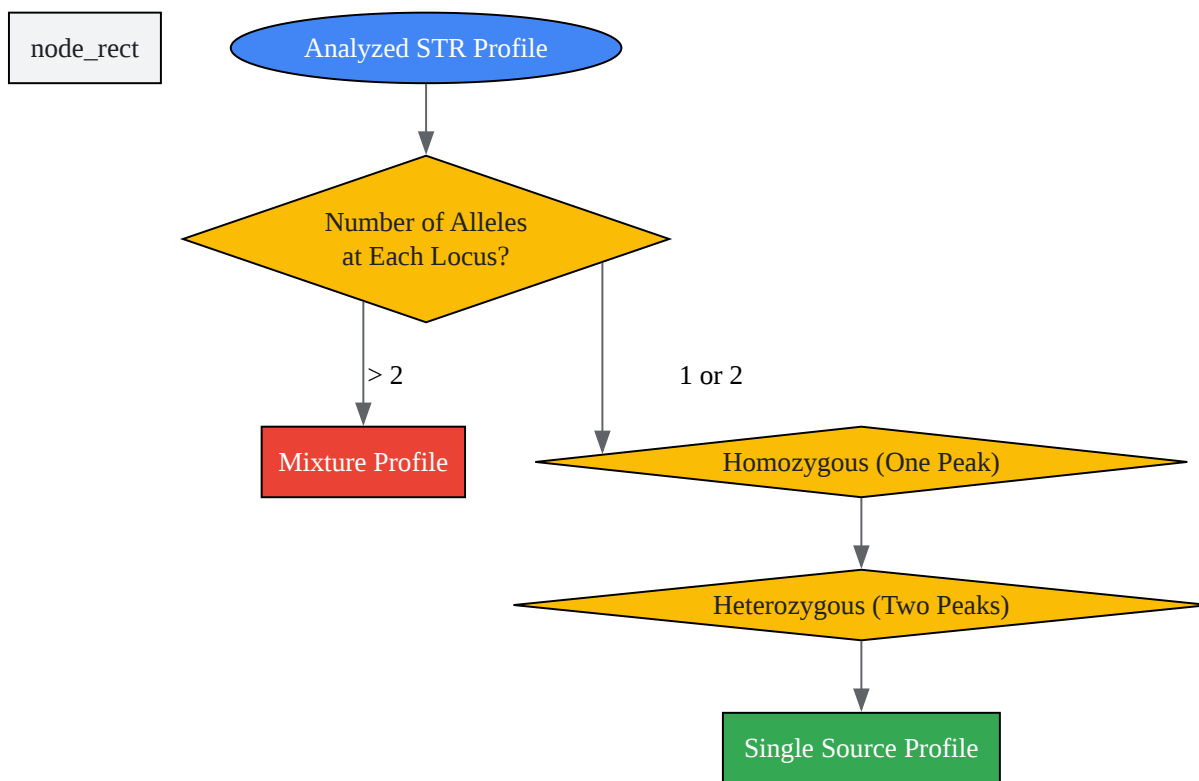 node_rect
Analyzed STR Profile
Number of Alleles
at Each Locus?
> 2
1 or 2
Mixture Profile
Homozygous (One Peak)
Heterozygous (Two Peaks)
Single Source Profile